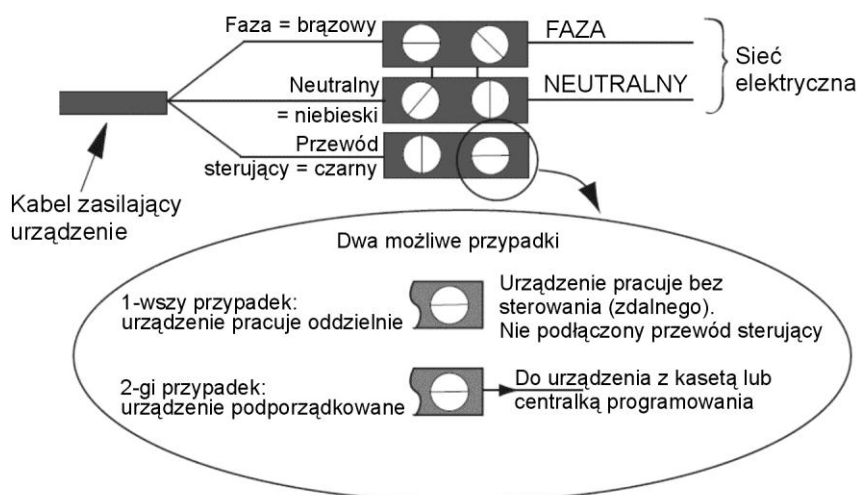 Faza = brązowy
FAZA
Sieć
elektryczna
Neutralny
= niebieski
NEUTRALNY
Przewód
sterujący = czarny
Kabel zasilający
urządzenie
Dwa możliwe przypadki
1-wszy przypadek:
urządzenie pracuje oddzielnie
Urządzenie pracuje bez
sterowania (zdalnego).
Nie podłączony przewód sterujący
2-gi przypadek:
urządzenie podporządkowane
Do urządzenia z kasetą lub
centralką programowania